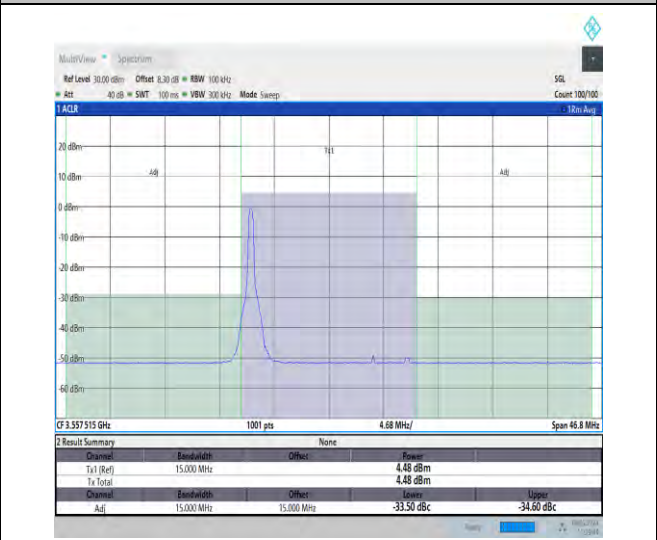 MultiView Spectrum
Ref Level 30.00 dBm Offset 8.30 dB RBW 100 kHz SGL
Att 40 dB SWT 100 ms VBW 300 kHz Mode Sweep Count 100/100
1 ACLR 1Rm Avg
Tx1
20 dBm
Adj Adj
10 dBm
0 dBm
-10 dBm
-20 dBm
-30 dBm
-40 dBm
-50 dBm
-60 dBm
CF 3.557515 GHz 1001 pts 4.68 MHz/ Span 46.8 MHz
2 Result Summary None
Channel Bandwidth Offset Power
Tx1 (Ref) 15.000 MHz 4.48 dBm
Tx Total 4.48 dBm
Channel Bandwidth Offset Lower Upper
Adj 15.000 MHz 15.000 MHz -33.50 dBc -34.60 dBc
Ready